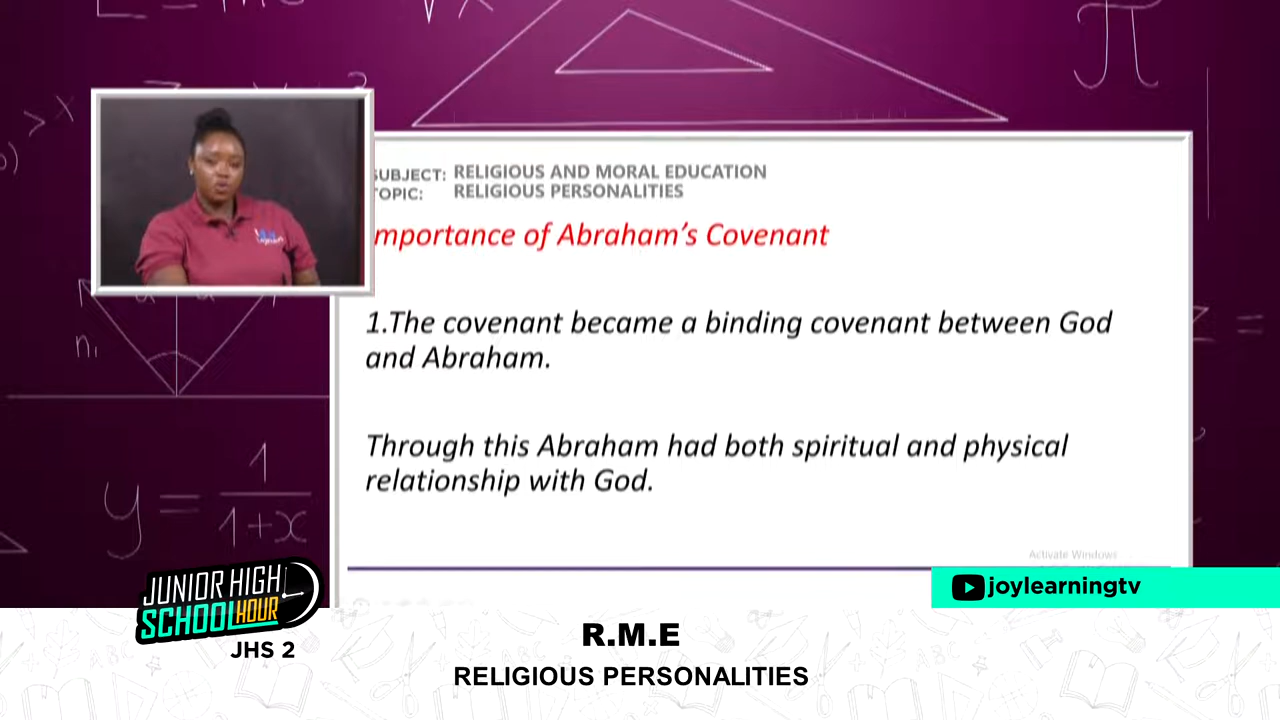 SUBJECT: RELIGIOUS AND MORAL EDUCATION
TOPIC: RELIGIOUS PERSONALITIES
mportance of Abraham's Covenant
1.The covenant became a binding covenant between God
and Abraham.
Through this Abraham had both spiritual and physical
relationship with God.
Activate Windows
joylearningtv
JUNIOR HIGH
SCHOOL HOUR
JHS 2
R.M.E
RELIGIOUS PERSONALITIES
π
y = 1/1+x